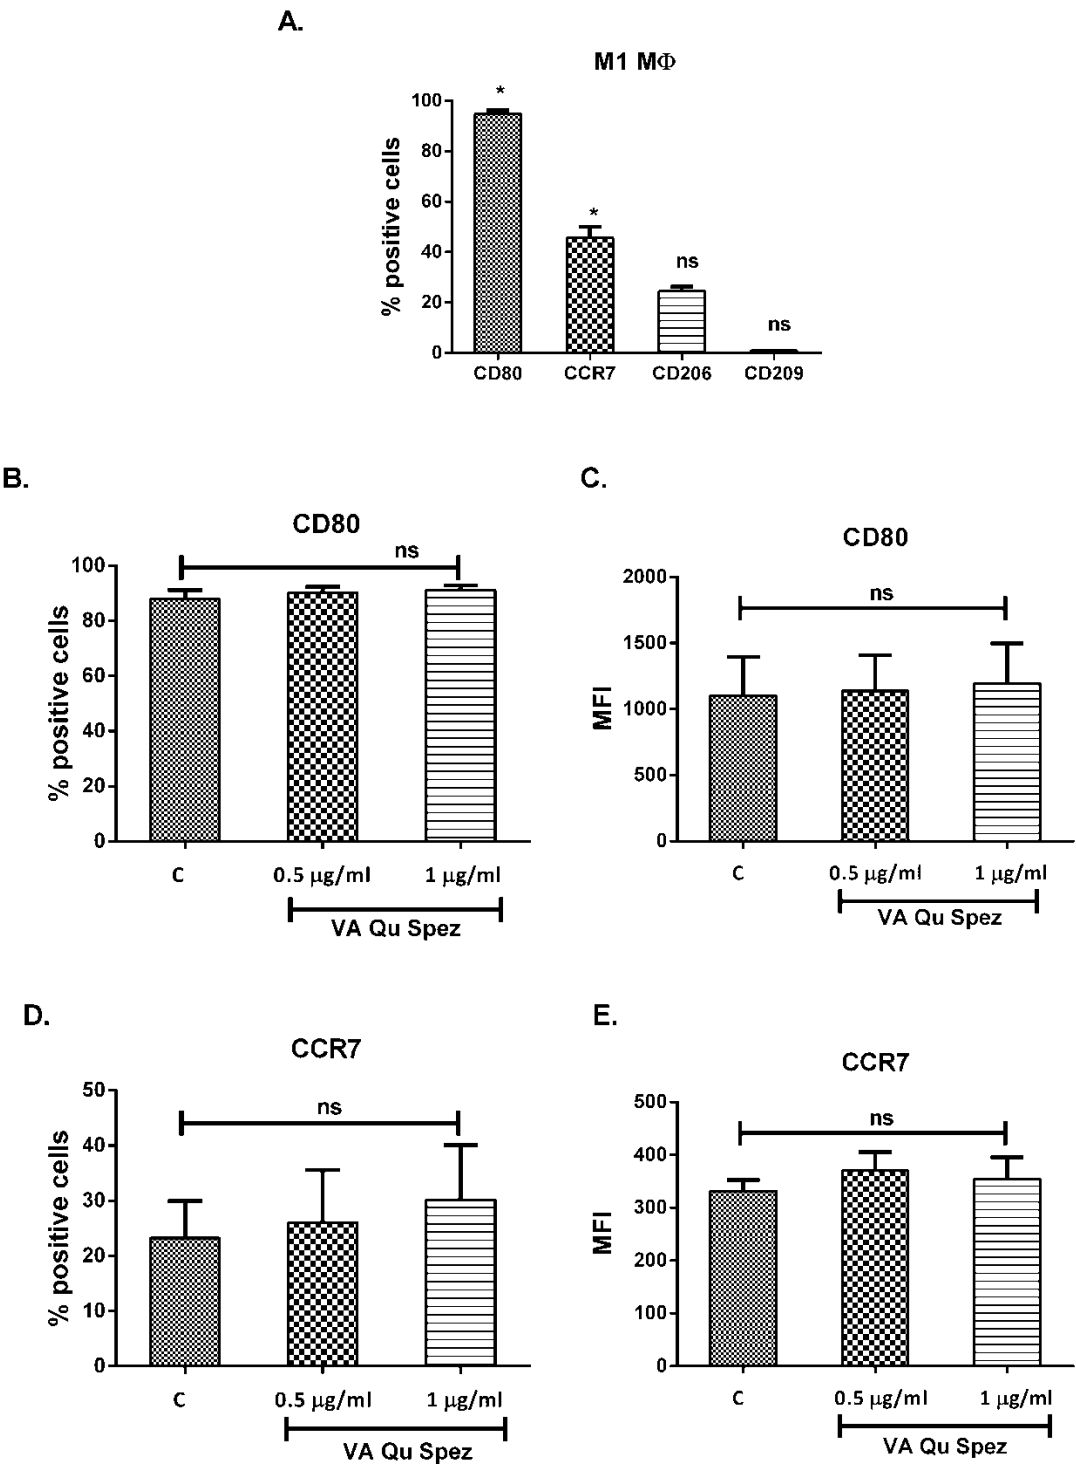 A.
M1 MΦ
% positive cells
100
80
60
40
20
0
*
*
ns
ns
CD80 CCR7 CD206 CD209
B.
CD80
% positive cells
100
80
60
40
20
0
ns
C 0.5 µg/ml 1 µg/ml
VA Qu Spez
C.
CD80
MFI
2000
1500
1000
500
0
ns
C 0.5 µg/ml 1 µg/ml
VA Qu Spez
D.
CCR7
% positive cells
50
40
30
20
10
0
ns
C 0.5 µg/ml 1 µg/ml
VA Qu Spez
E.
CCR7
MFI
500
400
300
200
100
0
ns
C 0.5 µg/ml 1 µg/ml
VA Qu Spez